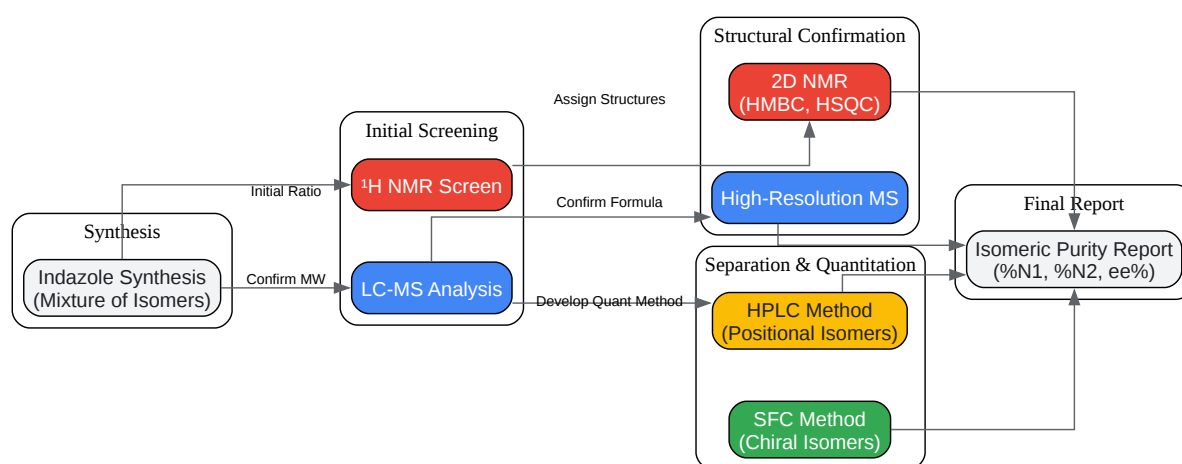 Synthesis
Indazole Synthesis
(Mixture of Isomers)
Initial Ratio
Confirm MW
Initial Screening
¹H NMR Screen
LC-MS Analysis
Assign Structures
Confirm Formula
Develop Quant Method
Structural Confirmation
2D NMR
(HMBC, HSQC)
High-Resolution MS
Separation & Quantitation
HPLC Method
(Positional Isomers)
SFC Method
(Chiral Isomers)
Final Report
Isomeric Purity Report
(%N1, %N2, ee%)